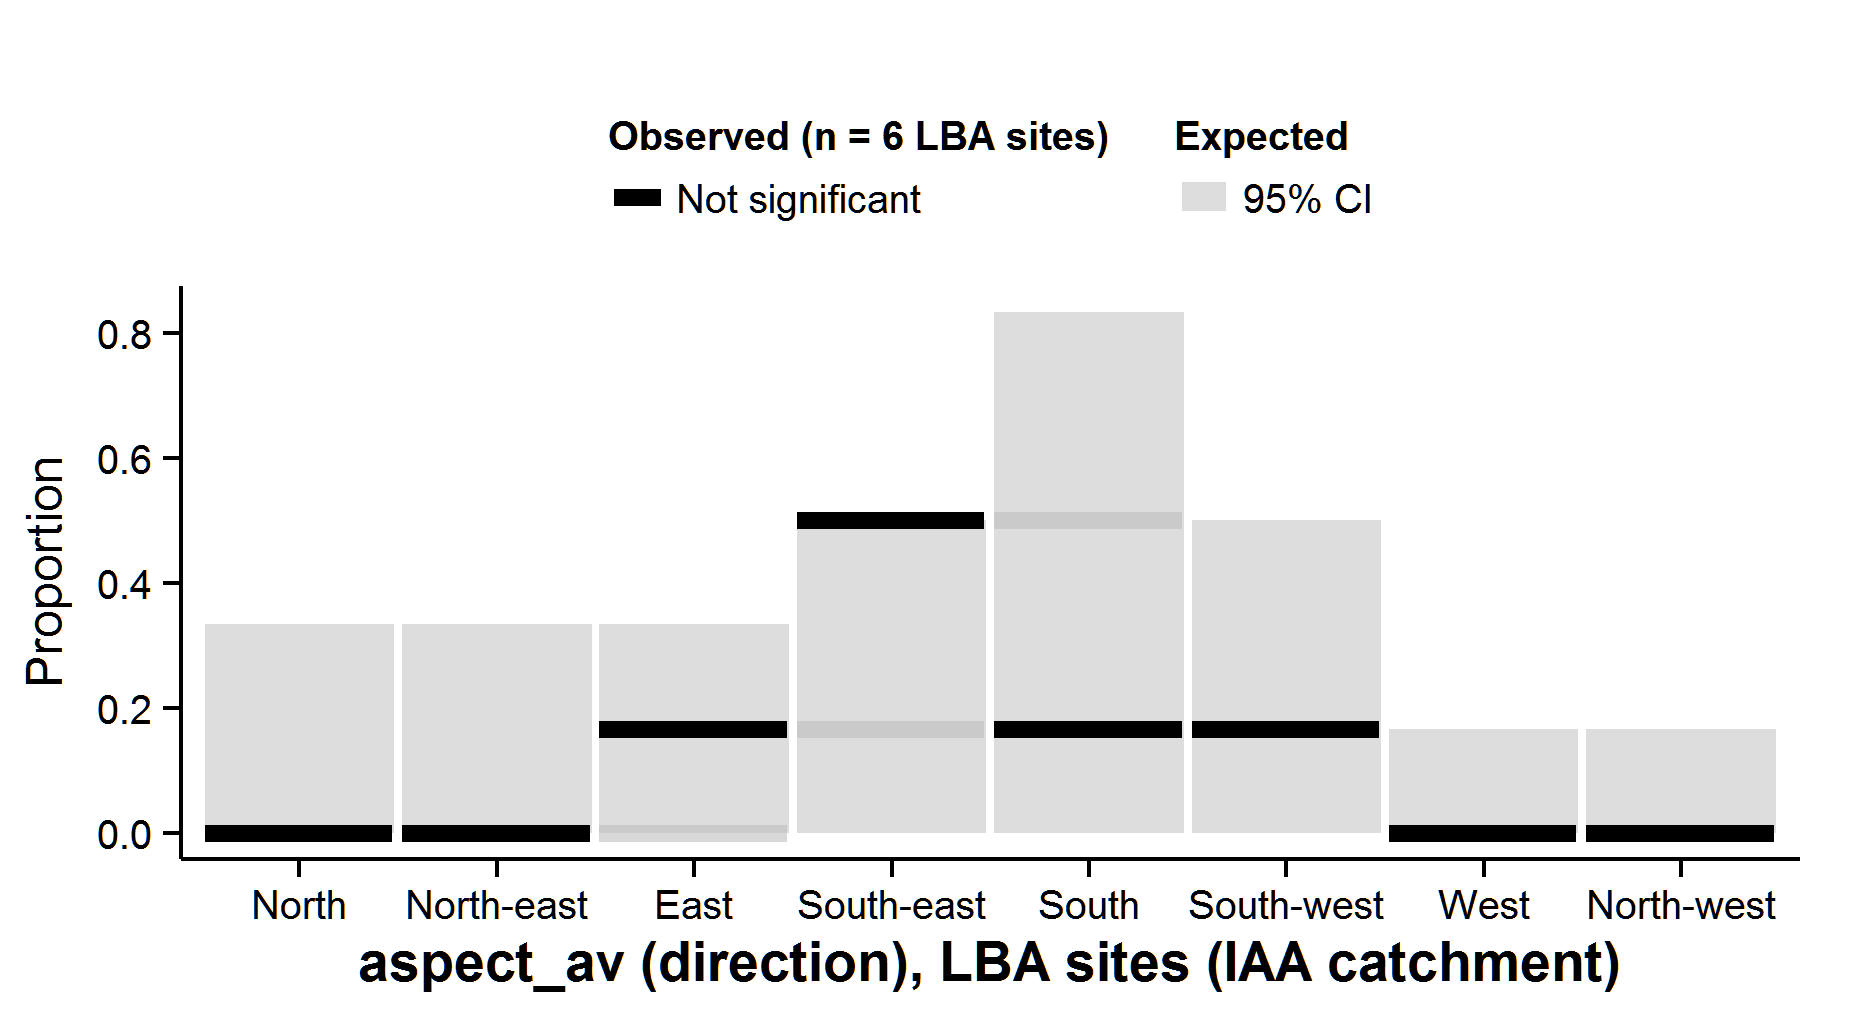 Observed (n = 6 LBA sites) Expected
Not significant 95% CI
0.8
0.6
0.4
0.2
0.0
Proportion
North North-east East South-east South South-west West North-west
aspect_av (direction), LBA sites (IAA catchment)